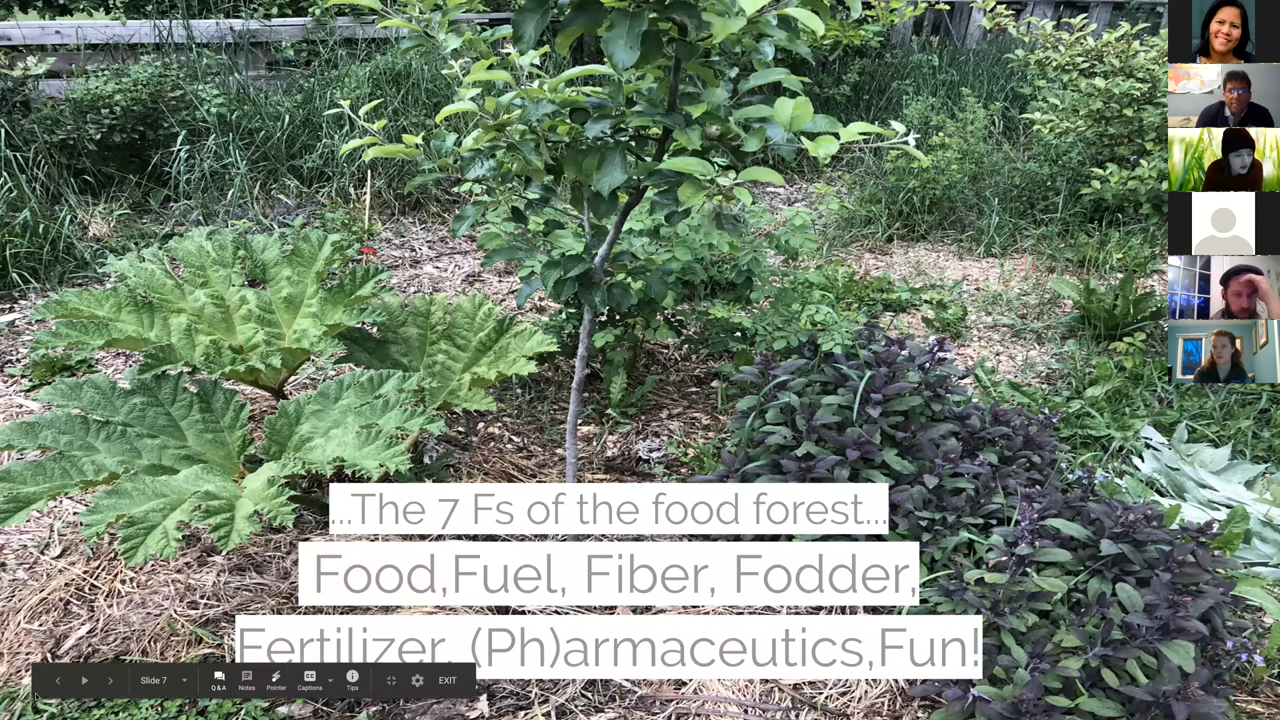 ...The 7 Fs of the food forest...
Food,Fuel, Fiber, Fodder,
Fertilizer, (Ph)armaceutics,Fun!
Slide 7
Q & A
Notes
Pointer
Captions
Tips
EXIT